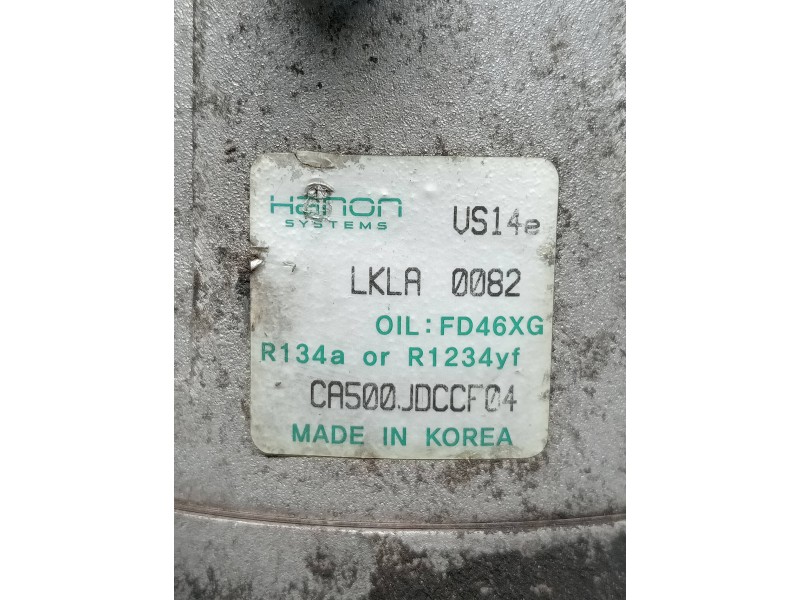 Hanon
SYSTEMS
VS14e
LKLA 0082
OIL: FD46XG
R134a or R1234yf
CA500JDCCF04
MADE IN KOREA